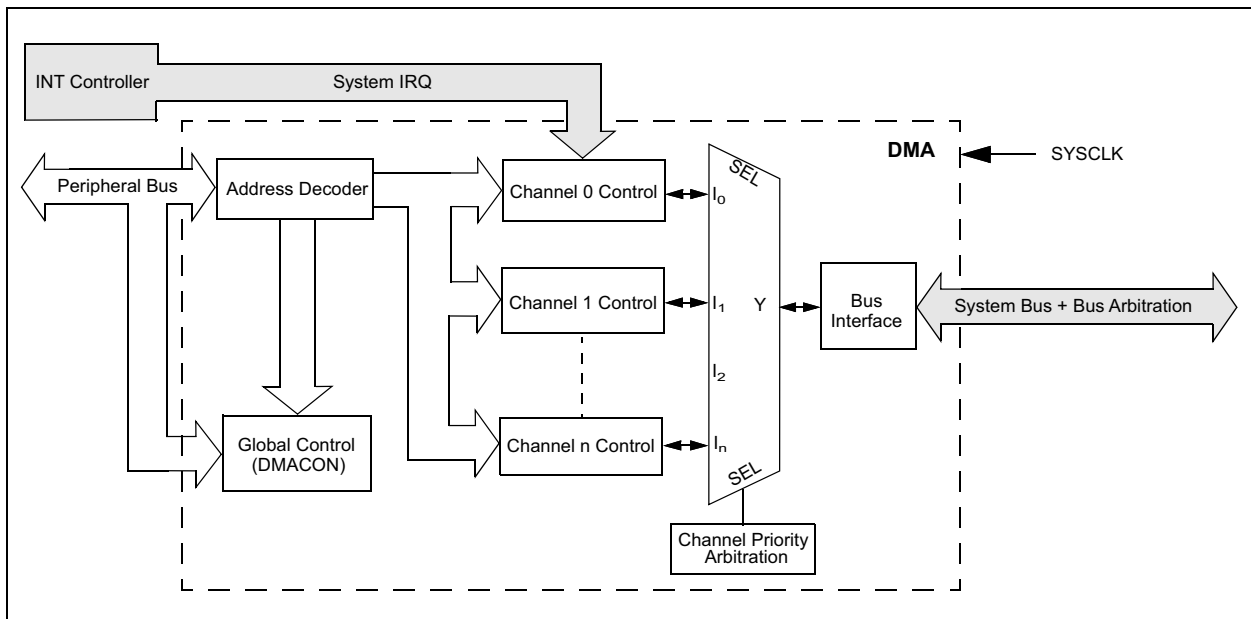 INT Controller
System IRQ
DMA
SYSCLK
Peripheral Bus
Address Decoder
Channel 0 Control
SEL
I0
Channel 1 Control
I1
Y
Bus
Interface
System Bus + Bus Arbitration
I2
Global Control
(DMACON)
Channel n Control
In
SEL
Channel Priority
Arbitration